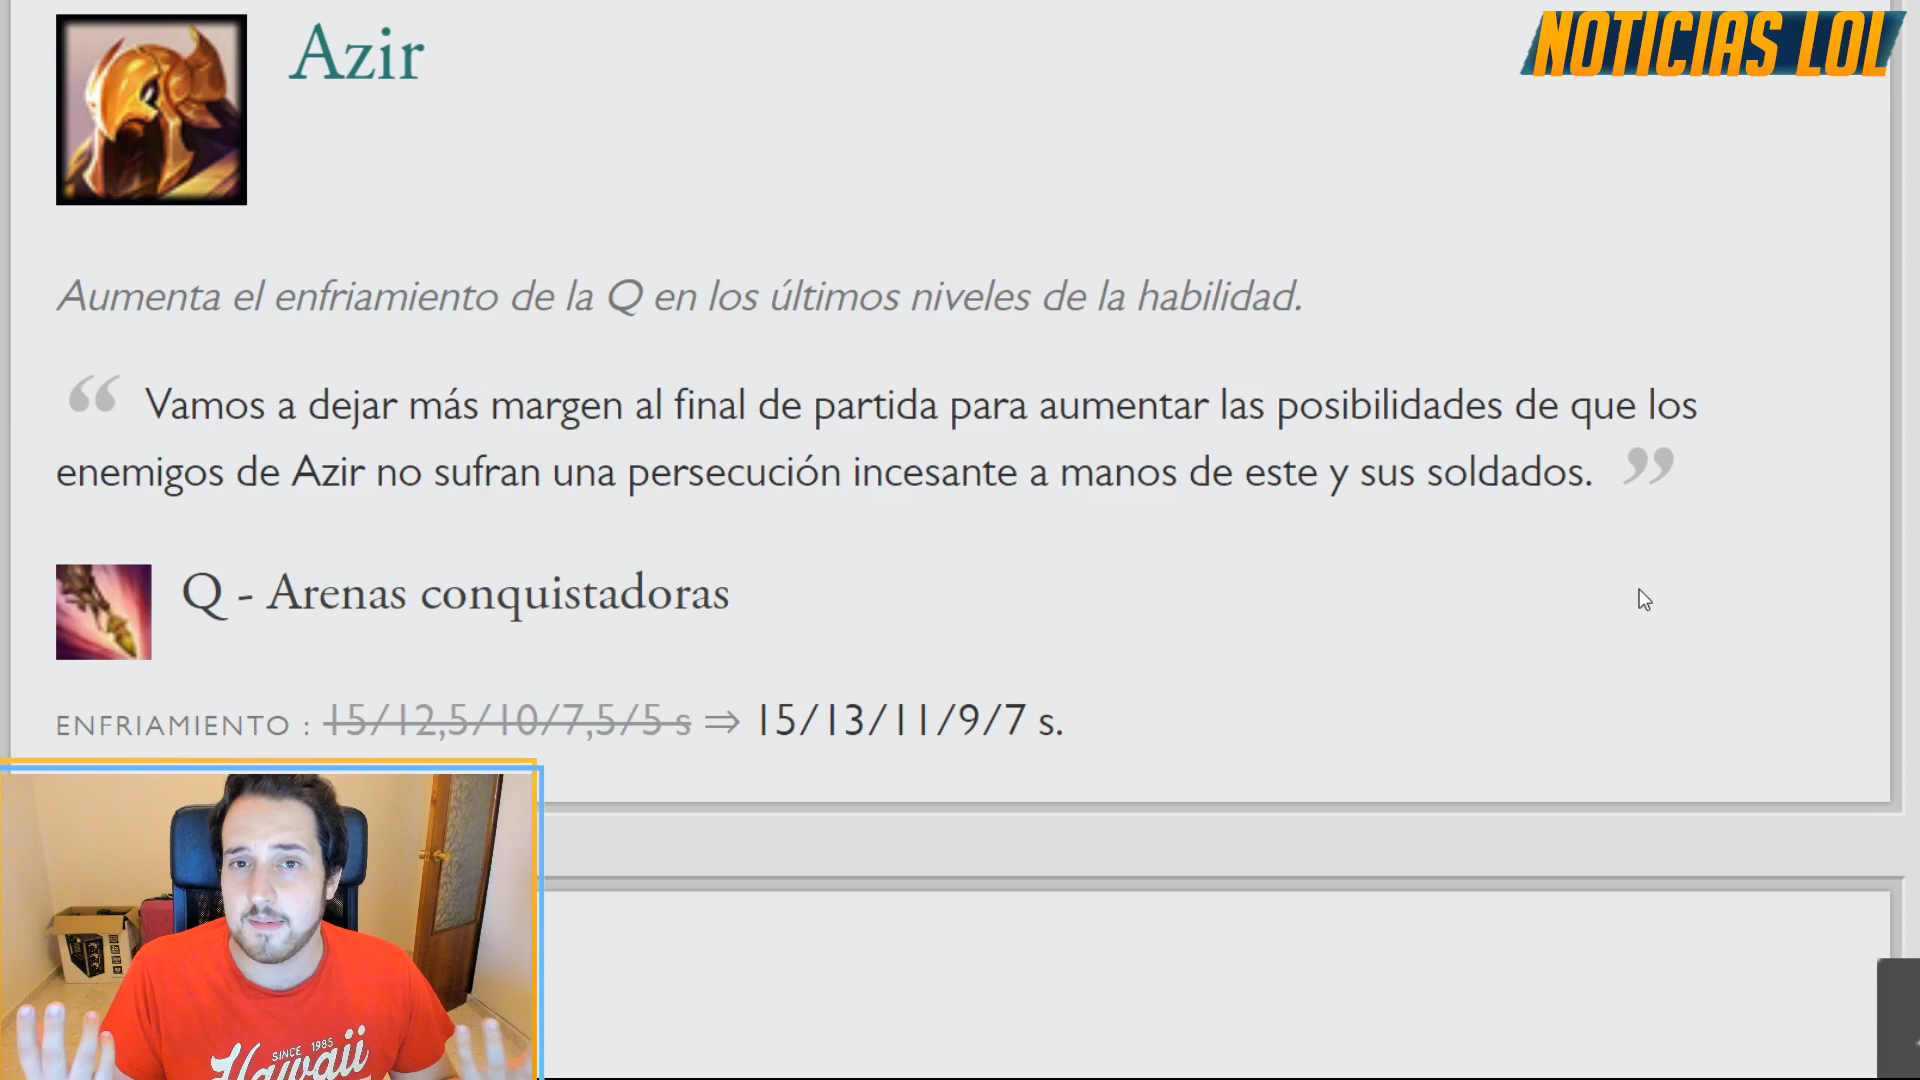 NOTICIAS LOL
Azir
Aumenta el enfriamiento de la Q en los últimos niveles de la habilidad.
“ Vamos a dejar más margen al final de partida para aumentar las posibilidades de que los
enemigos de Azir no sufran una persecución incesante a manos de este y sus soldados. ”
Q - Arenas conquistadoras
ENFRIAMIENTO : 15/12,5/10/7,5/5 s ⇒ 15/13/11/9/7 s.
SINCE 1985
Hawaii